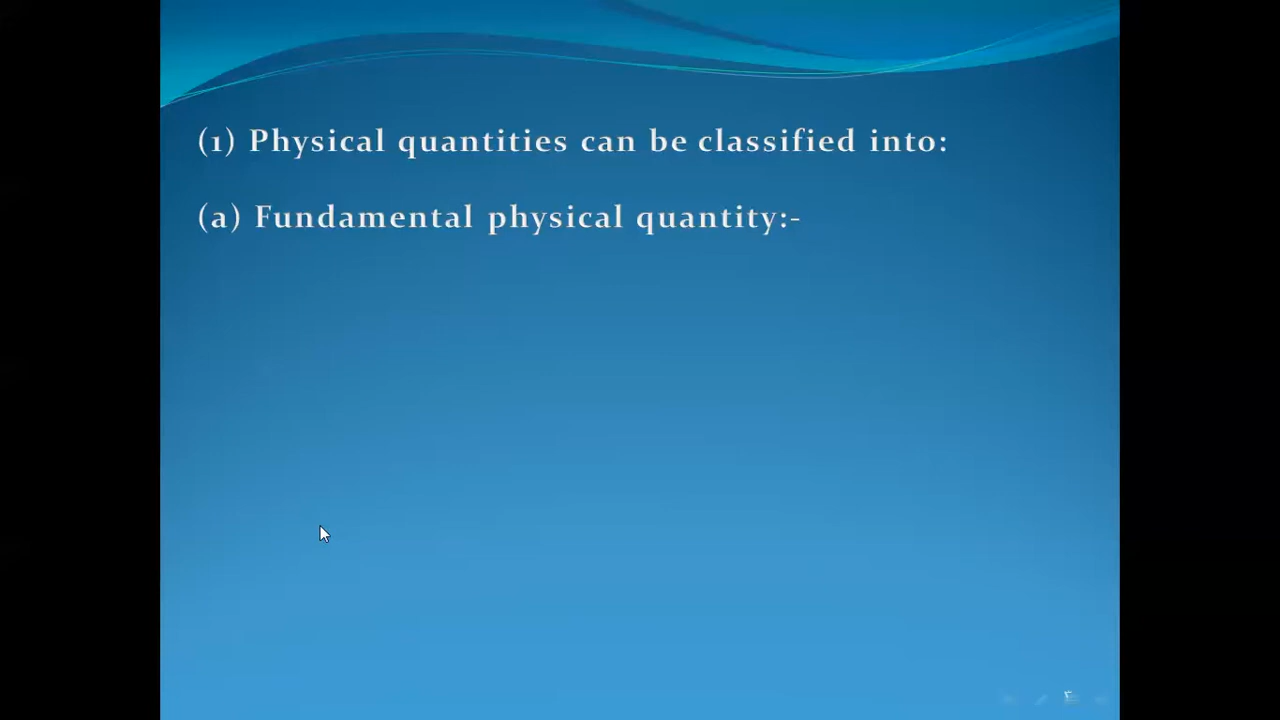 (1) Physical quantities can be classified into:
(a) Fundamental physical quantity:-